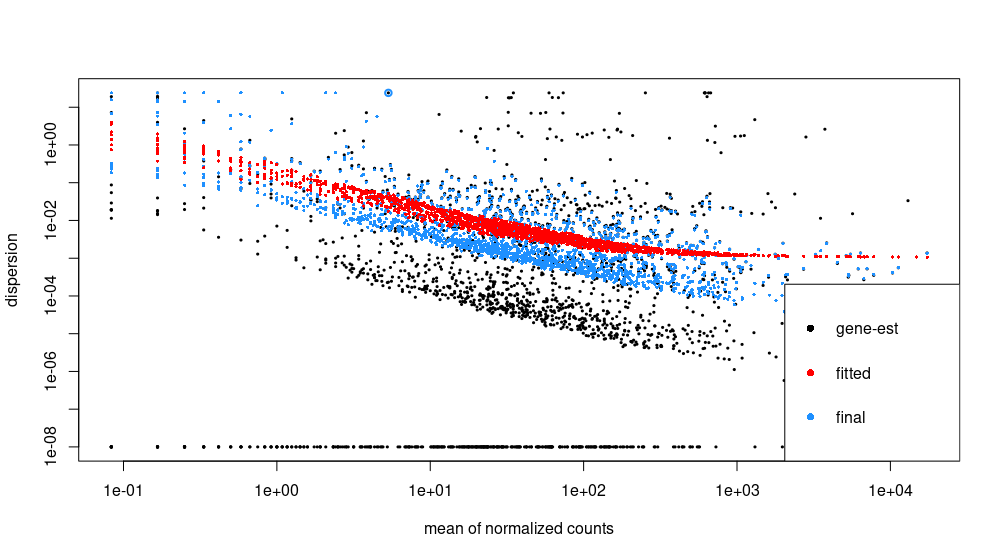 dispersion
1e+00
1e-02
1e-04
1e-06
1e-08
gene-est
fitted
final
1e-01 1e+00 1e+01 1e+02 1e+03 1e+04
mean of normalized counts